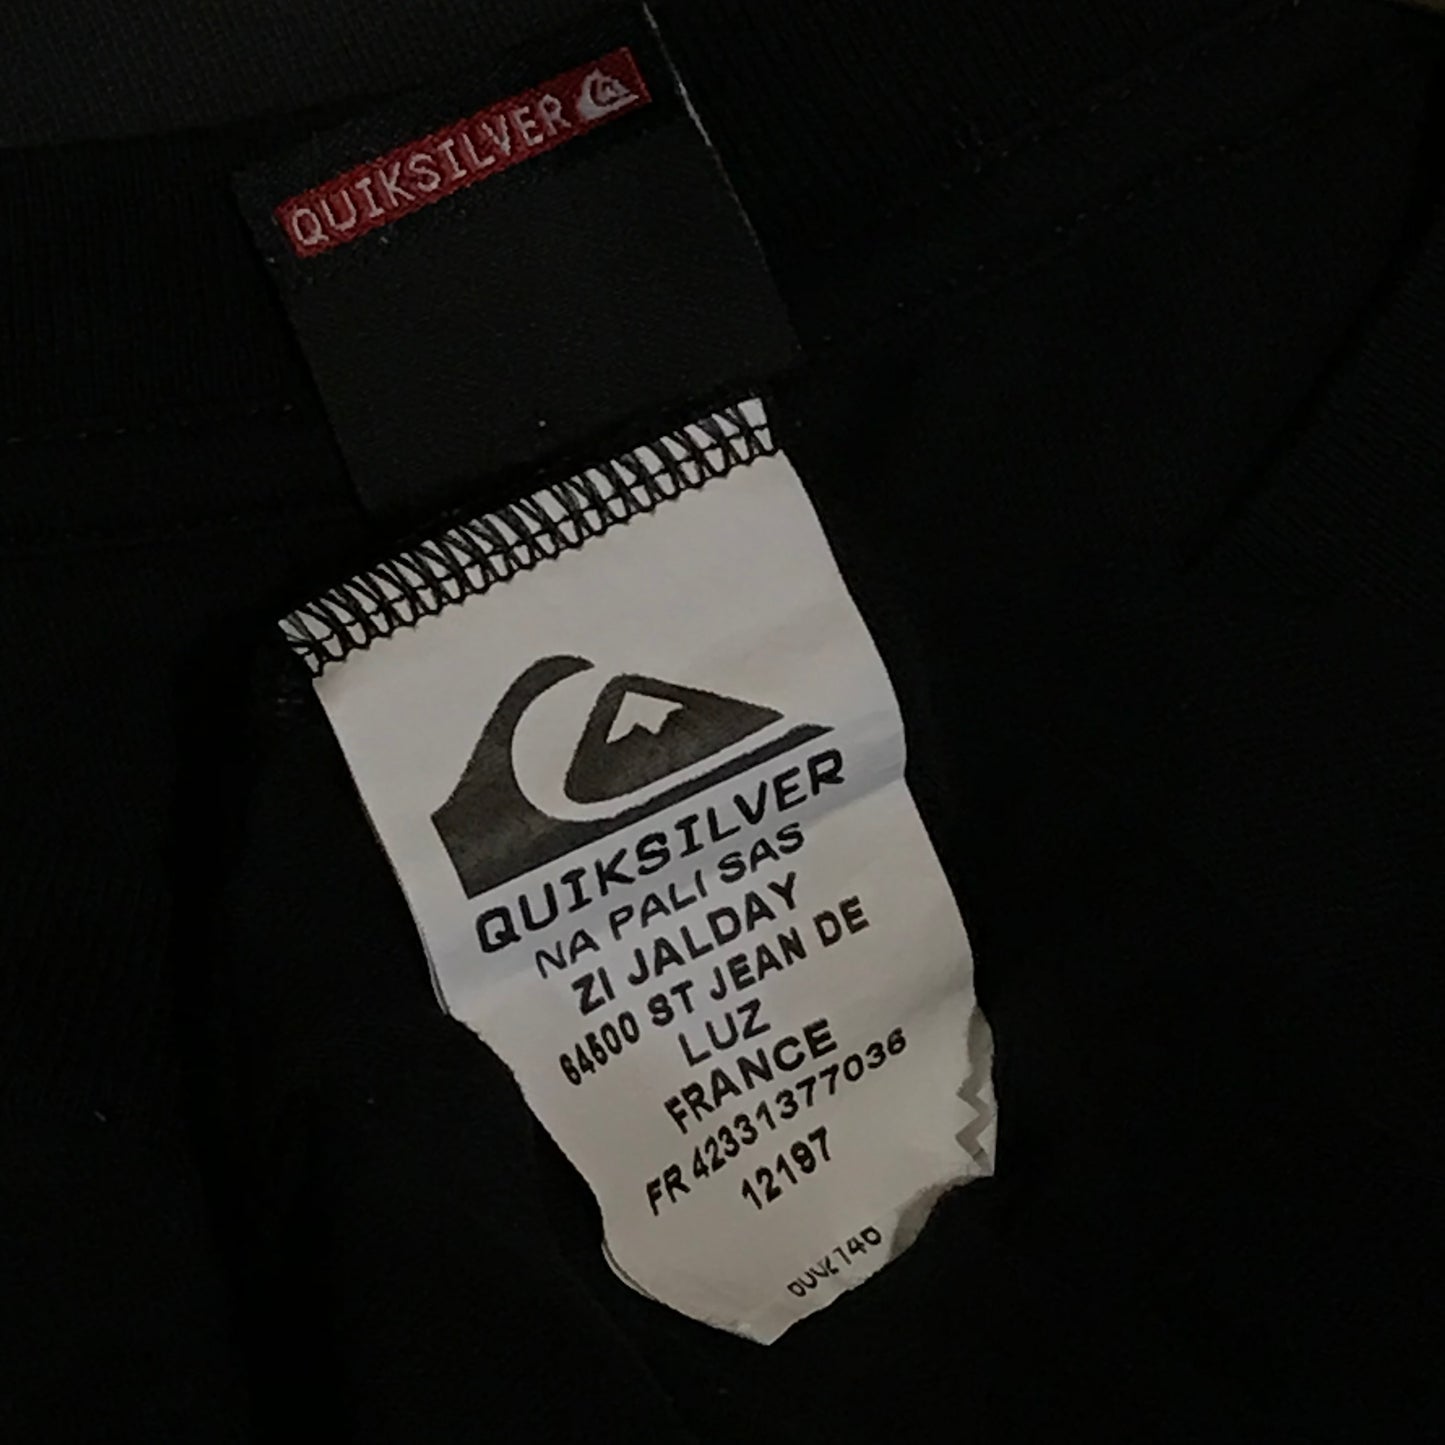 QUIKSILVER
QUIKSILVER
NA PALI SAS
ZI JALDAY
64500 ST JEAN DE
LUZ
FRANCE
FR 42331377036
12197